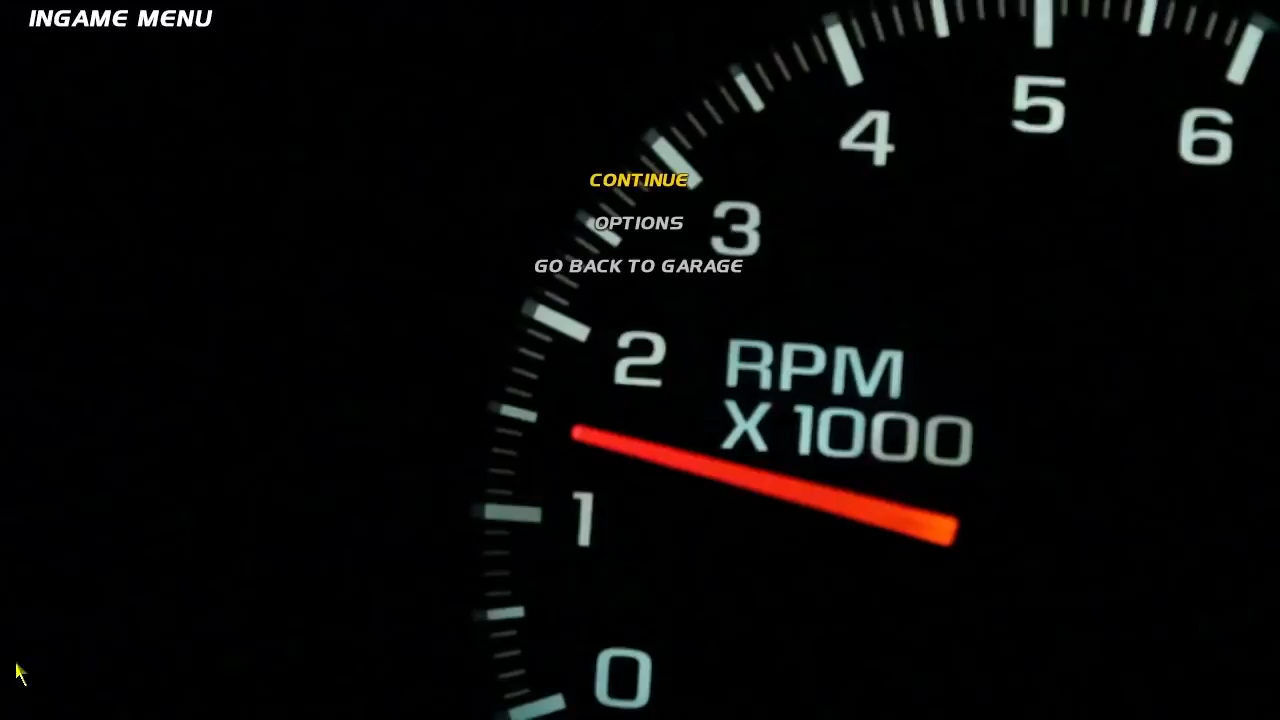 INGAME MENU
4
5
6
CONTINUE
OPTIONS
3
GO BACK TO GARAGE
2
RPM
X 1000
1
0